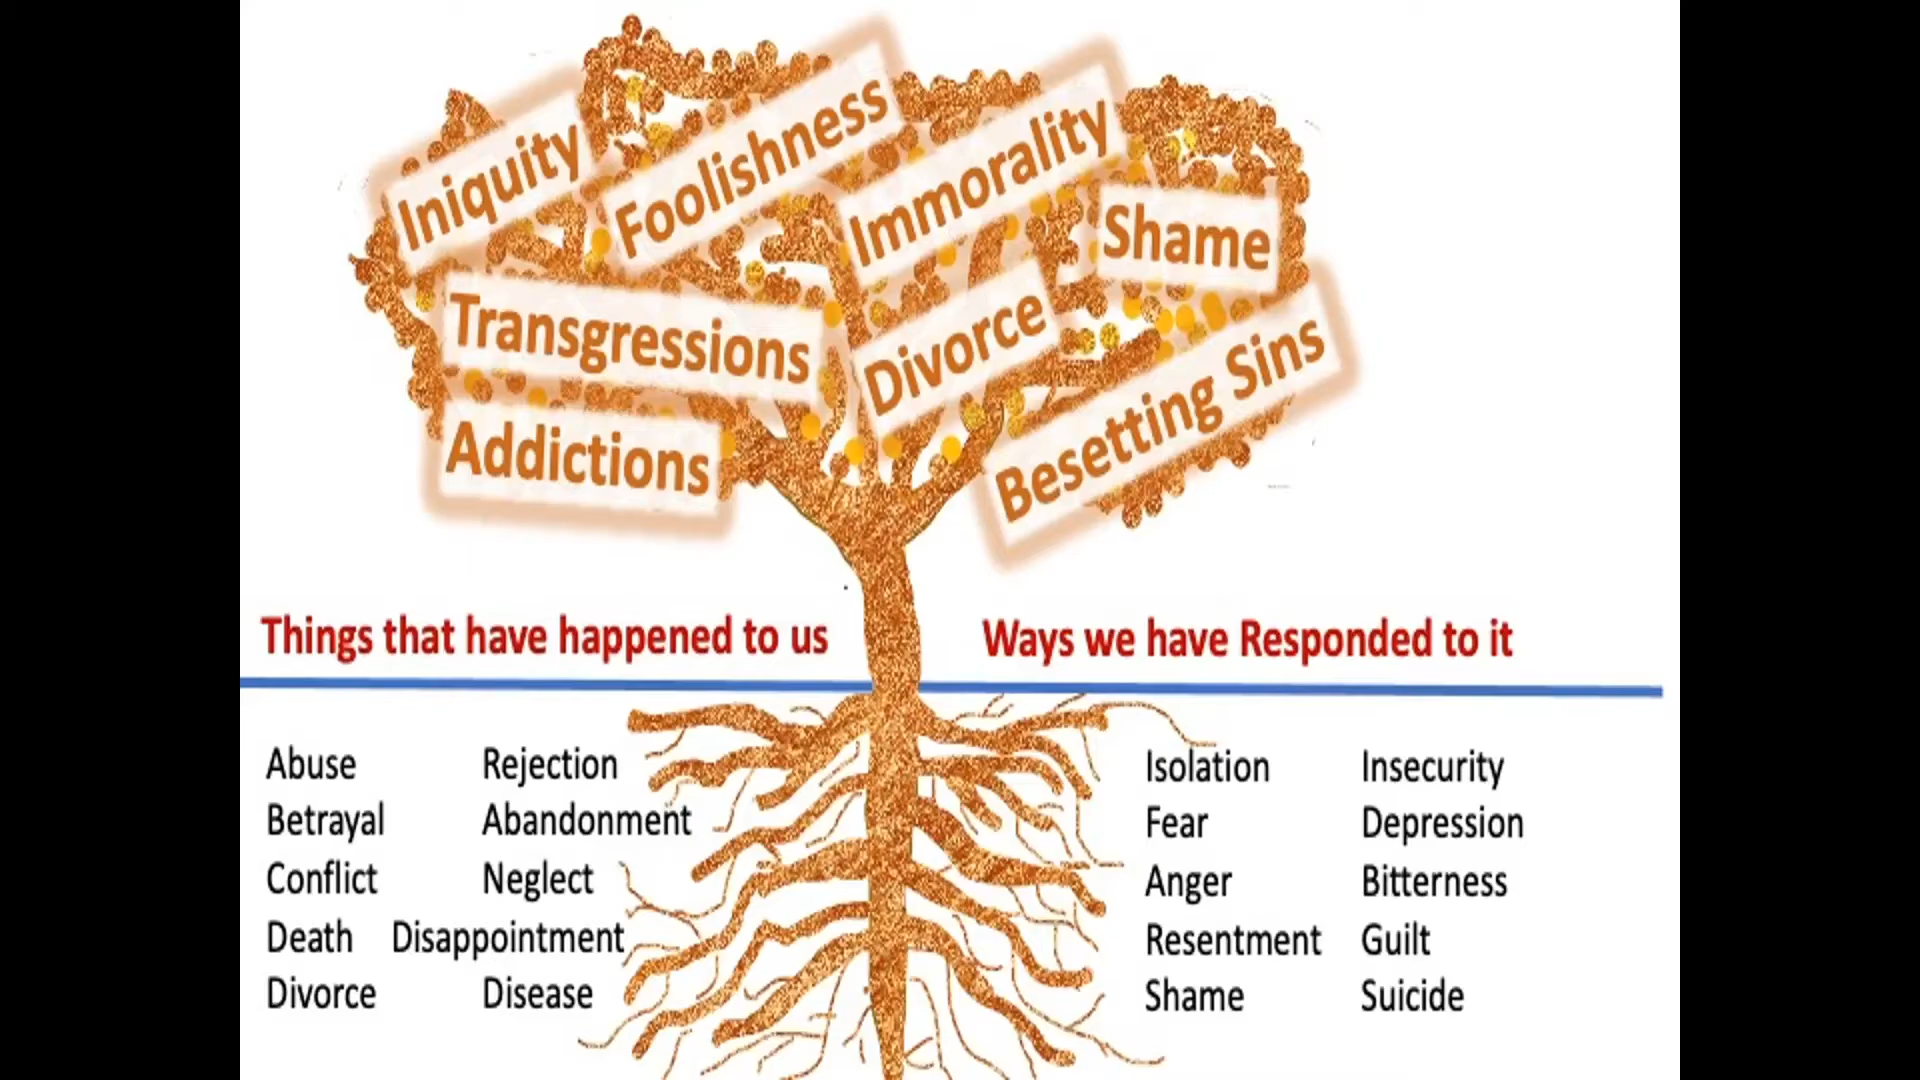 Iniquity
Foolishness
Immorality
Shame
Transgressions
Divorce
Addictions
Besetting Sins
Things that have happened to us
Ways we have Responded to it
Abuse Rejection
Betrayal Abandonment
Conflict Neglect
Death Disappointment
Divorce Disease
Isolation Insecurity
Fear Depression
Anger Bitterness
Resentment Guilt
Shame Suicide